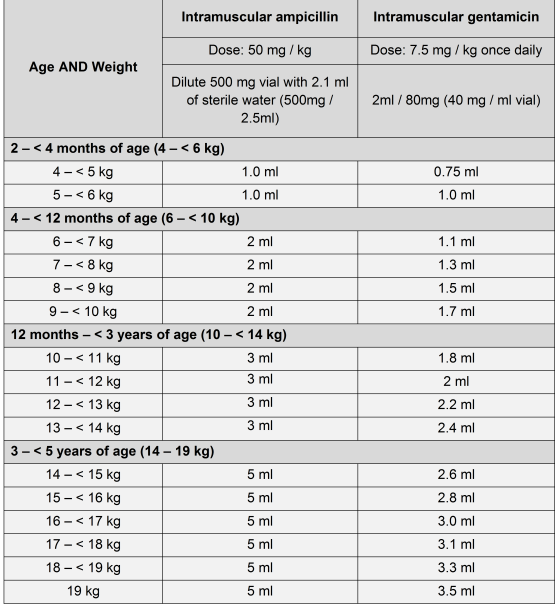 Age AND Weight
Intramuscular ampicillin
Intramuscular gentamicin
Dose: 50 mg / kg
Dose: 7.5 mg / kg once daily
Dilute 500 mg vial with 2.1 ml
of sterile water (500mg /
2.5ml)
2ml / 80mg (40 mg / ml vial)
2 – < 4 months of age (4 – < 6 kg)
4 – < 5 kg 1.0 ml 0.75 ml
5 – < 6 kg 1.0 ml 1.0 ml
4 – < 12 months of age (6 – < 10 kg)
6 – < 7 kg 2 ml 1.1 ml
7 – < 8 kg 2 ml 1.3 ml
8 – < 9 kg 2 ml 1.5 ml
9 – < 10 kg 2 ml 1.7 ml
12 months – < 3 years of age (10 – < 14 kg)
10 – < 11 kg 3 ml 1.8 ml
11 – < 12 kg 3 ml 2 ml
12 – < 13 kg 3 ml 2.2 ml
13 – < 14 kg 3 ml 2.4 ml
3 – < 5 years of age (14 – 19 kg)
14 – < 15 kg 5 ml 2.6 ml
15 – < 16 kg 5 ml 2.8 ml
16 – < 17 kg 5 ml 3.0 ml
17 – < 18 kg 5 ml 3.1 ml
18 – < 19 kg 5 ml 3.3 ml
19 kg 5 ml 3.5 ml